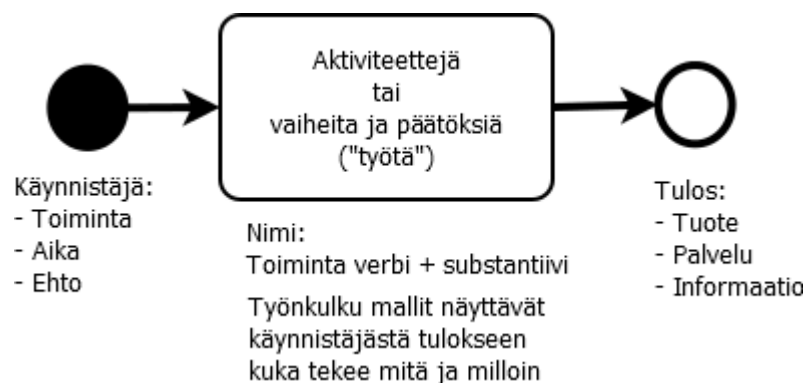 Aktiviteettejä
tai
vaiheita ja päätöksiä
("työtä")
Käynnistäjä:
- Toiminta
- Aika
- Ehto
Nimi:
Toiminta verbi + substantiivi
Työnkulku mallit näyttävät
käynnistäjästä tulokseen
kuka tekee mitä ja milloin
Tulos:
- Tuote
- Palvelu
- Informaatio